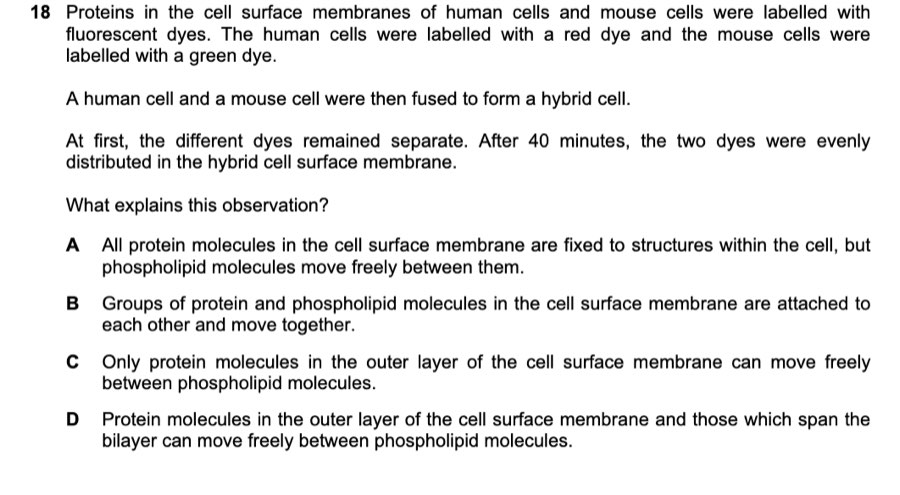 18 Proteins in the cell surface membranes of human cells and mouse cells were labelled with
fluorescent dyes. The human cells were labelled with a red dye and the mouse cells were
labelled with a green dye.
A human cell and a mouse cell were then fused to form a hybrid cell.
At first, the different dyes remained separate. After 40 minutes, the two dyes were evenly
distributed in the hybrid cell surface membrane.
What explains this observation?
A All protein molecules in the cell surface membrane are fixed to structures within the cell, but
phospholipid molecules move freely between them.
B Groups of protein and phospholipid molecules in the cell surface membrane are attached to
each other and move together.
C Only protein molecules in the outer layer of the cell surface membrane can move freely
between phospholipid molecules.
D Protein molecules in the outer layer of the cell surface membrane and those which span the
bilayer can move freely between phospholipid molecules.